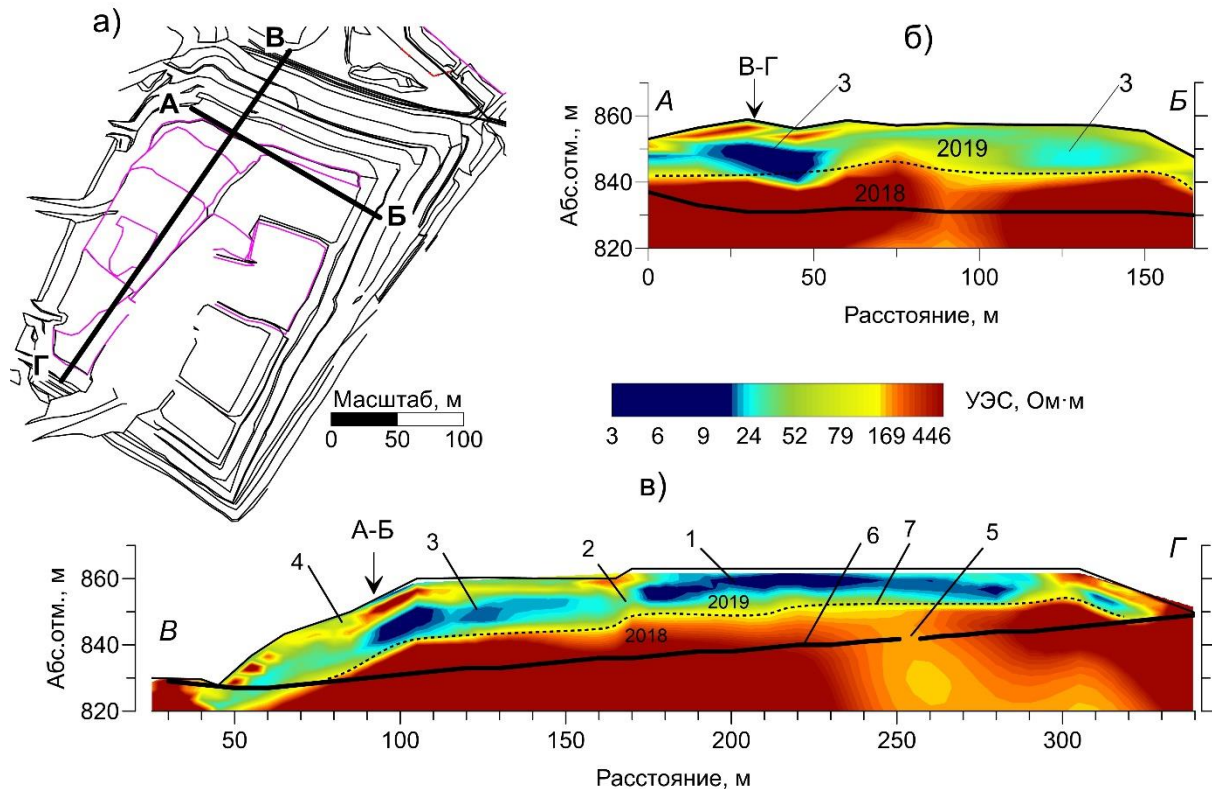 а)
В
А
Б
Г
Масштаб, м
0 50 100
б)
В-Г
3
3
А
Б
Абс.отм., м
860
840
820
2019
2018
0 50 100 150
Расстояние, м
УЭС, Ом·м
3 6 9 24 52 79 169 446
в)
А-Б
4
3
2
1
6
7
5
В
Г
Абс.отм., м
860
840
820
2019
2018
50 100 150 200 250 300
Расстояние, м